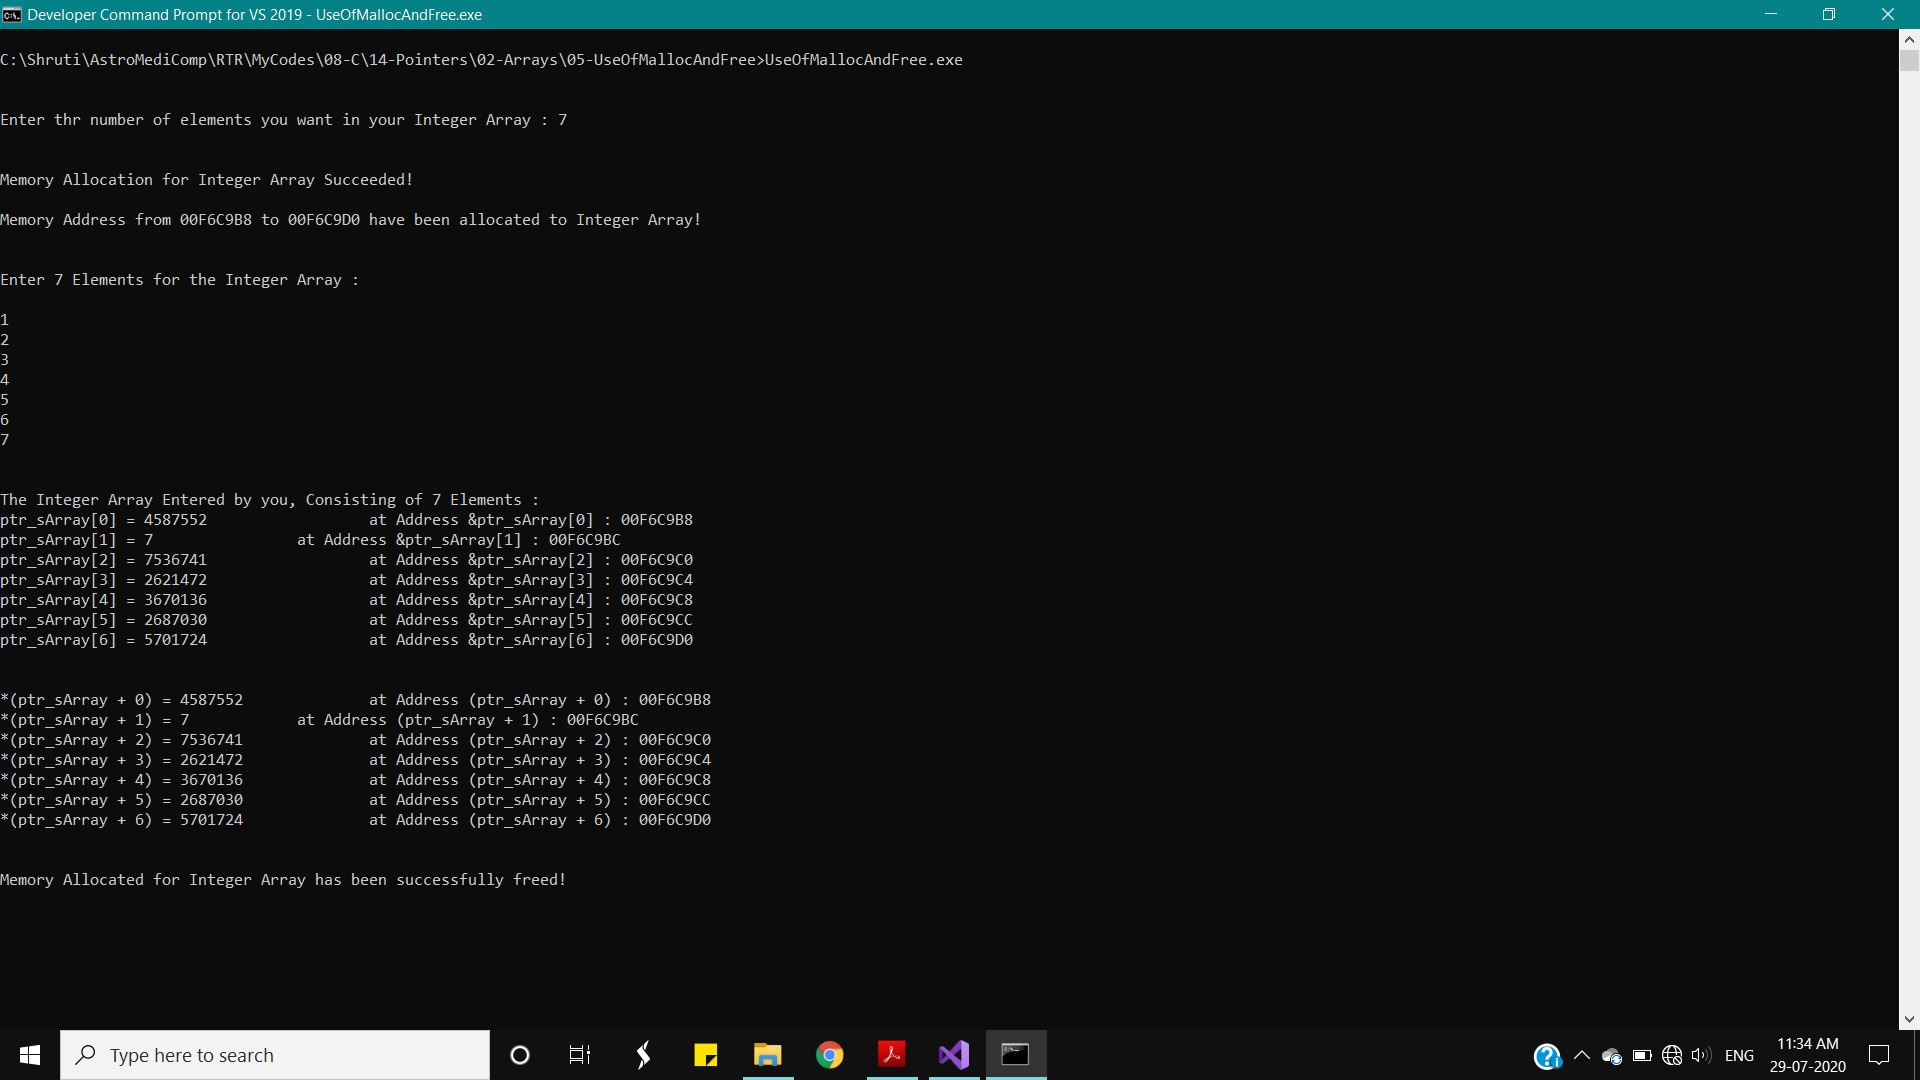 Developer Command Prompt for VS 2019 - UseOfMallocAndFree.exe
C:\Shruti\AstroMediComp\RTR\MyCodes\08-C\14-Pointers\02-Arrays\05-UseOfMallocAndFree>UseOfMallocAndFree.exe
Enter thr number of elements you want in your Integer Array : 7
Memory Allocation for Integer Array Succeeded!
Memory Address from 00F6C9B8 to 00F6C9D0 have been allocated to Integer Array!
Enter 7 Elements for the Integer Array :
1
2
3
4
5
6
7
The Integer Array Entered by you, Consisting of 7 Elements :
ptr_sArray[0] = 4587552 at Address &ptr_sArray[0] : 00F6C9B8
ptr_sArray[1] = 7 at Address &ptr_sArray[1] : 00F6C9BC
ptr_sArray[2] = 7536741 at Address &ptr_sArray[2] : 00F6C9C0
ptr_sArray[3] = 2621472 at Address &ptr_sArray[3] : 00F6C9C4
ptr_sArray[4] = 3670136 at Address &ptr_sArray[4] : 00F6C9C8
ptr_sArray[5] = 2687030 at Address &ptr_sArray[5] : 00F6C9CC
ptr_sArray[6] = 5701724 at Address &ptr_sArray[6] : 00F6C9D0
*(ptr_sArray + 0) = 4587552 at Address (ptr_sArray + 0) : 00F6C9B8
*(ptr_sArray + 1) = 7 at Address (ptr_sArray + 1) : 00F6C9BC
*(ptr_sArray + 2) = 7536741 at Address (ptr_sArray + 2) : 00F6C9C0
*(ptr_sArray + 3) = 2621472 at Address (ptr_sArray + 3) : 00F6C9C4
*(ptr_sArray + 4) = 3670136 at Address (ptr_sArray + 4) : 00F6C9C8
*(ptr_sArray + 5) = 2687030 at Address (ptr_sArray + 5) : 00F6C9CC
*(ptr_sArray + 6) = 5701724 at Address (ptr_sArray + 6) : 00F6C9D0
Memory Allocated for Integer Array has been successfully freed!
Type here to search
ENG
11:34 AM
29-07-2020